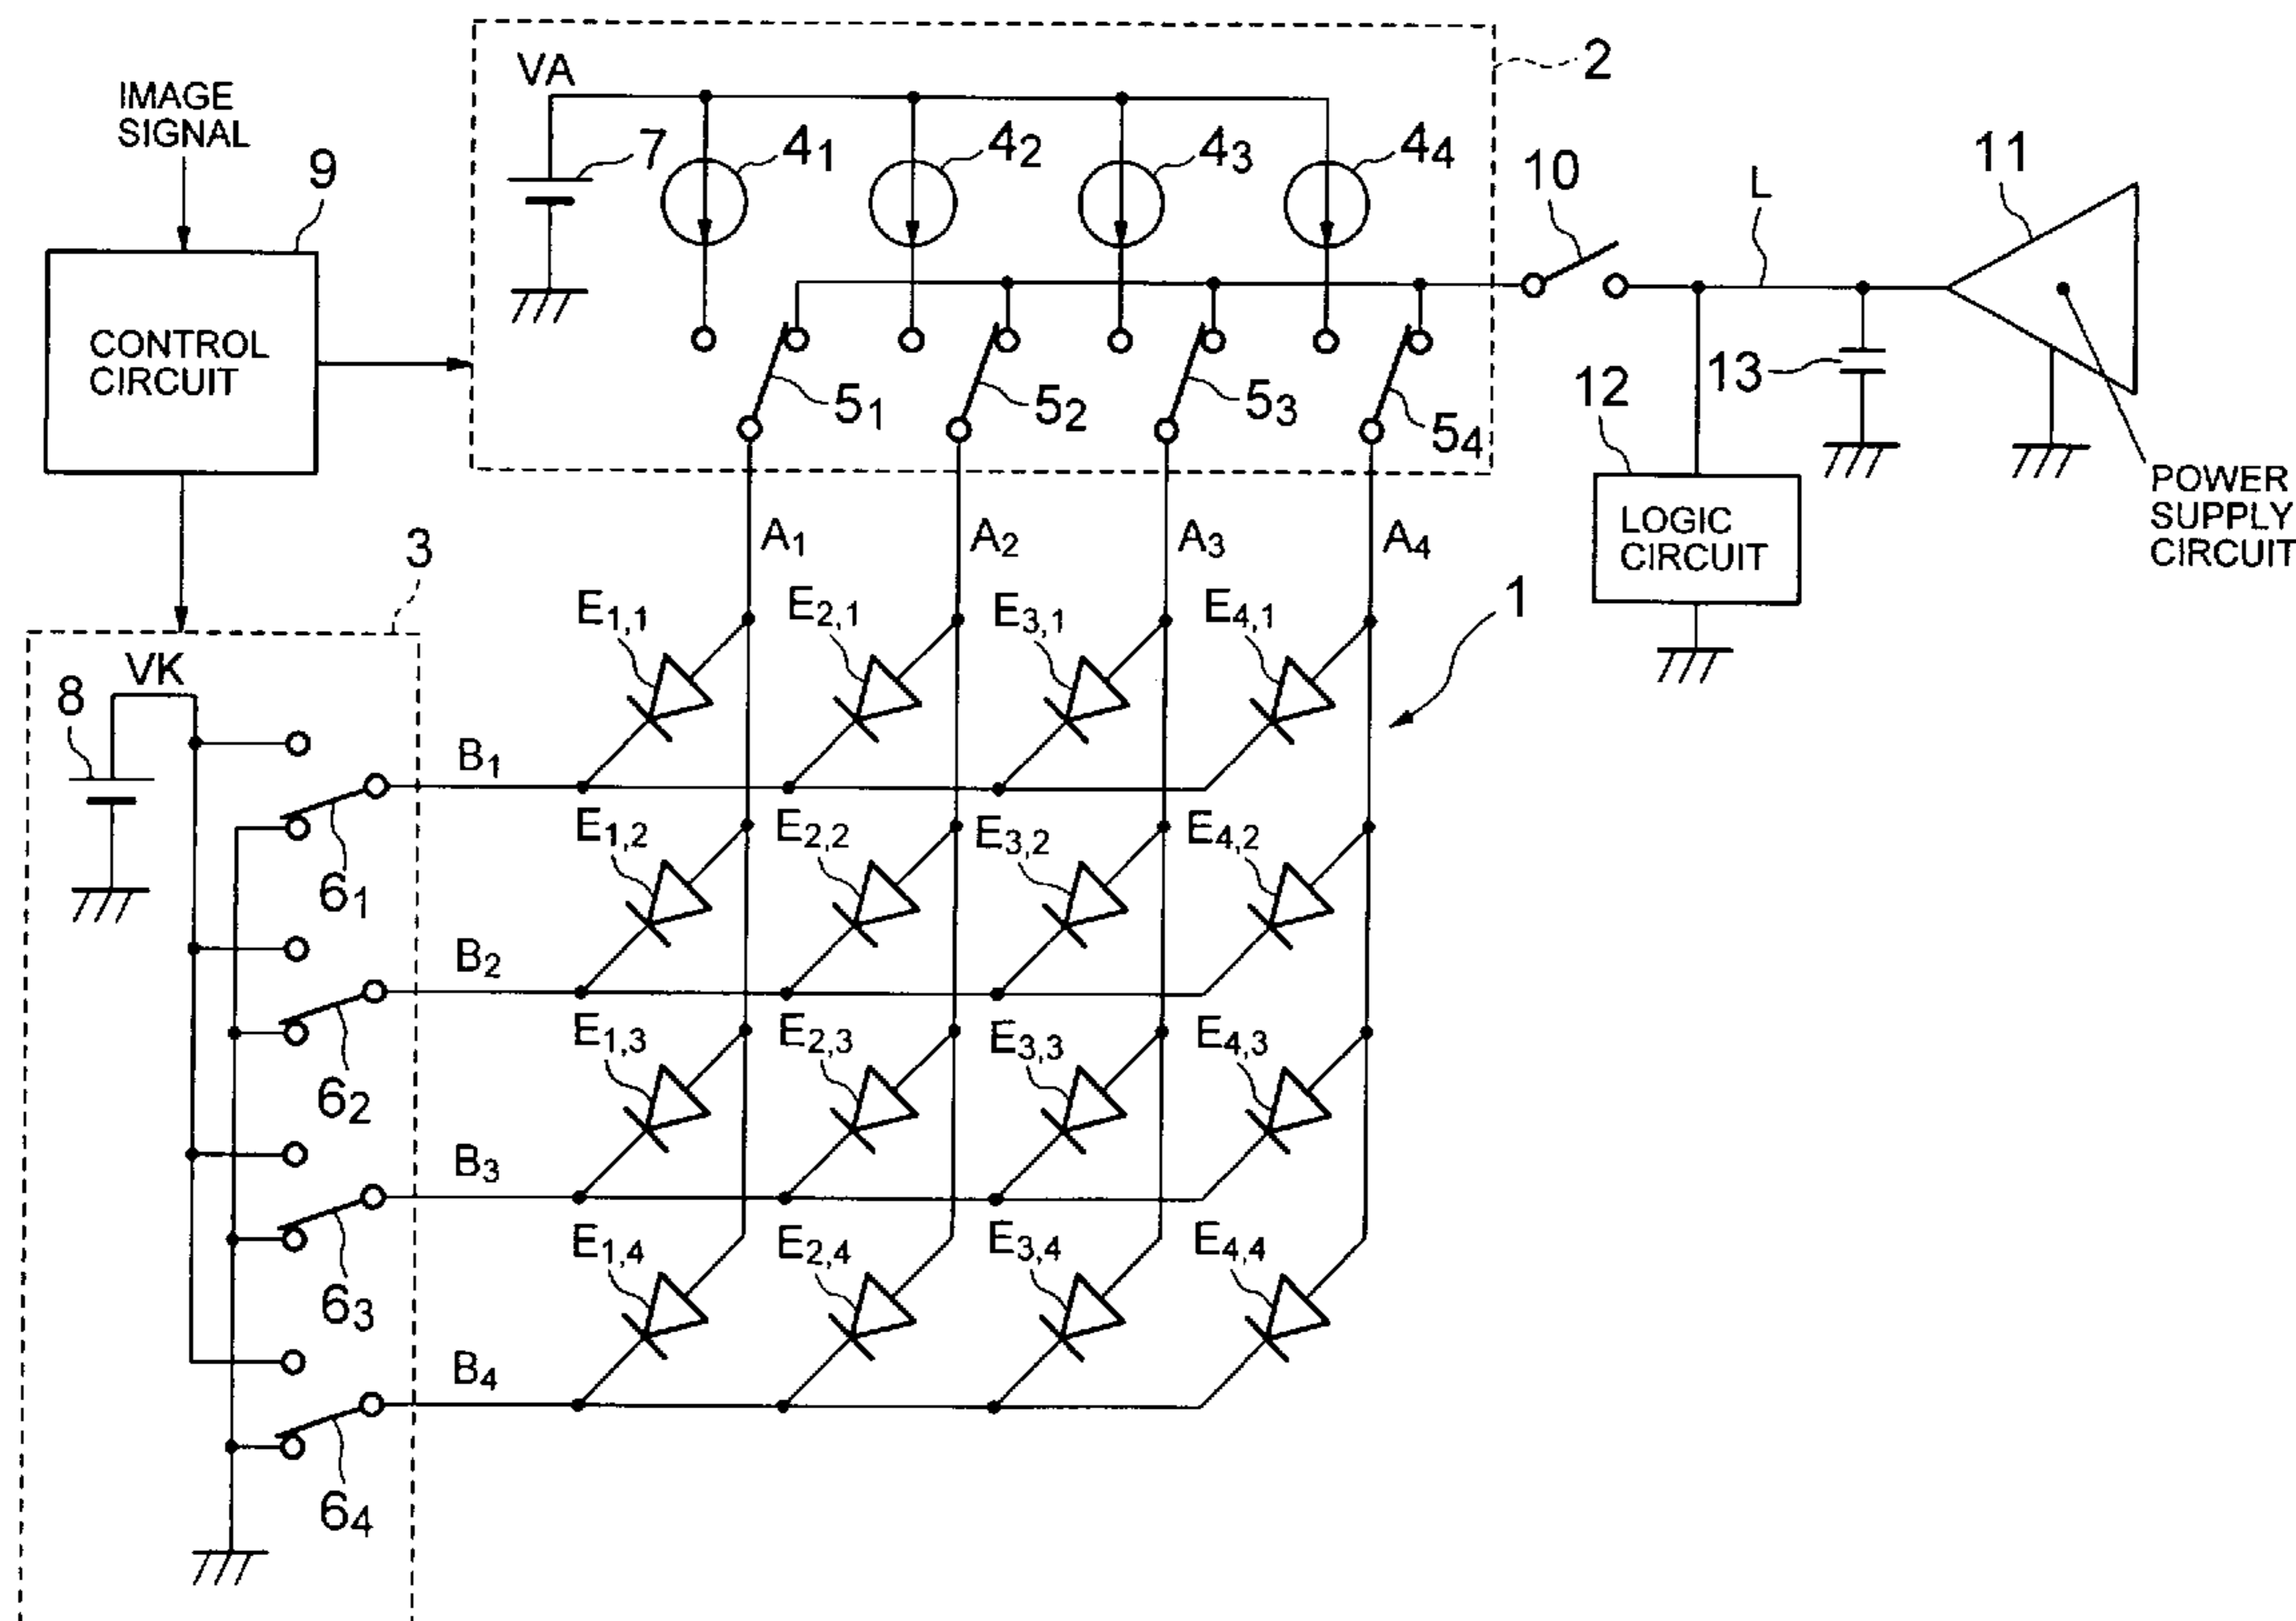 IMAGE
SIGNAL
9
CONTROL
CIRCUIT
VA
7
4₁
4₂
4₃
4₄
2
5₁
5₂
5₃
5₄
10
L
11
13
12
LOGIC
CIRCUIT
POWER
SUPPLY
CIRCUIT
A₁
A₂
A₃
A₄
1
3
VK
8
6₁
6₂
6₃
6₄
B₁
B₂
B₃
B₄
E₁,₁
E₂,₁
E₃,₁
E₄,₁
E₁,₂
E₂,₂
E₃,₂
E₄,₂
E₁,₃
E₂,₃
E₃,₃
E₄,₃
E₁,₄
E₂,₄
E₃,₄
E₄,₄